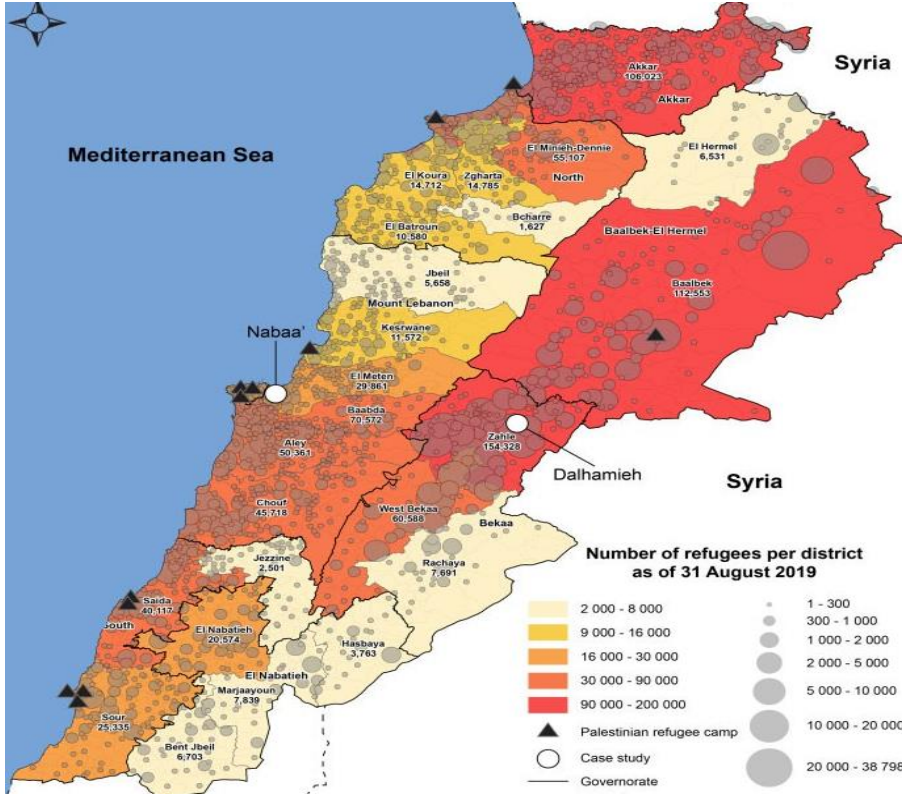 Syria
Akkar
106,023
Akkar
Mediterranean Sea
El Hermel
6,531
El Minieh-Dennie
55,107
North
El Koura
14,712
Zgharta
14,785
Bcharre
1,627
El Batroun
10,580
Baalbek-El Hermel
Jbeil
5,658
Baalbek
112,553
Mount Lebanon
Kesrwane
11,572
Nabaa'
El Meten
29,861
Baabda
70,572
Aley
50,361
Zahle
154,328
Dalhamieh
Syria
Chouf
45,718
West Bekaa
60,588
Bekaa
Jezzine
2,501
Rachaya
7,691
Saida
40,117
South
El Nabatieh
20,574
Hasbaya
3,763
El Nabatieh
Marjaayoun
7,839
Sour
25,335
Bent Jbeil
6,703
Number of refugees per district
as of 31 August 2019
2 000 - 8 000
9 000 - 16 000
16 000 - 30 000
30 000 - 90 000
90 000 - 200 000
Palestinian refugee camp
Case study
Governorate
1 - 300
300 - 1 000
1 000 - 2 000
2 000 - 5 000
5 000 - 10 000
10 000 - 20 000
20 000 - 38 798